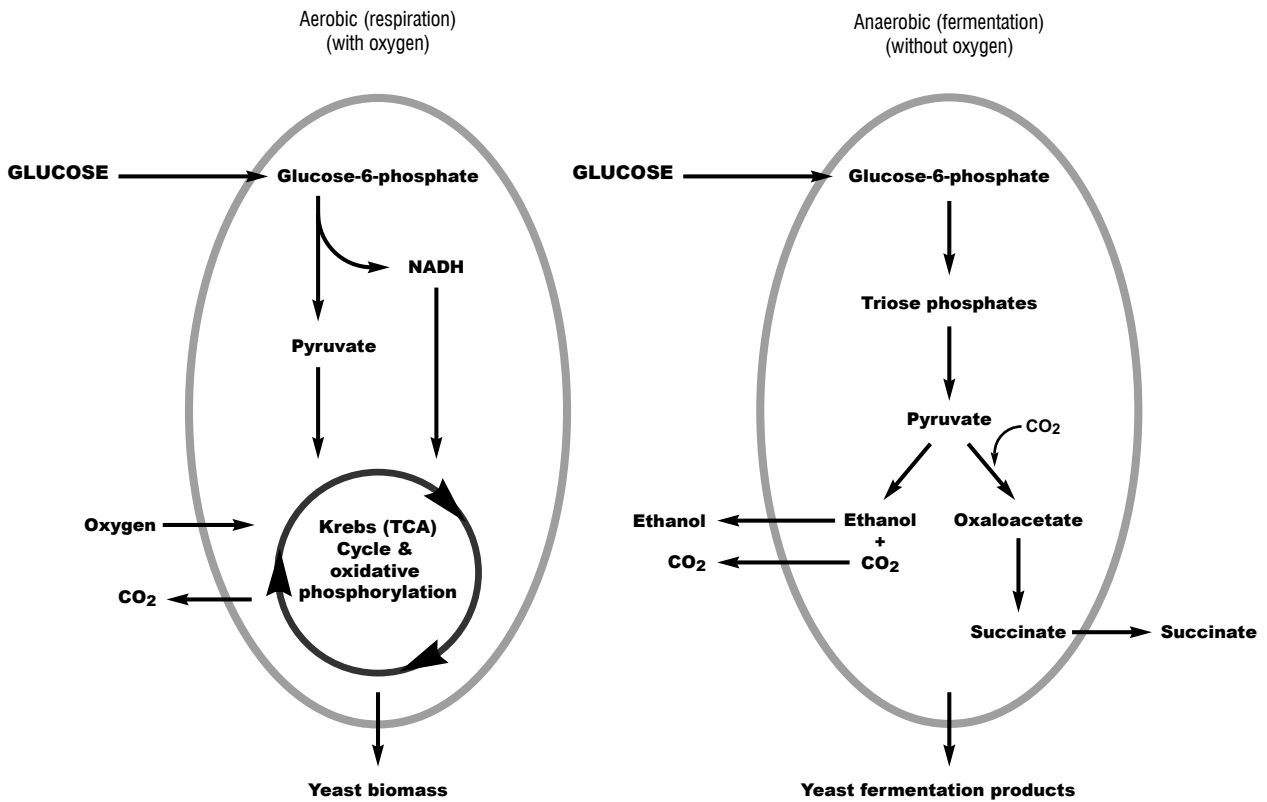 Aerobic (respiration)
(with oxygen)
GLUCOSE
Glucose-6-phosphate
NADH
Pyruvate
Oxygen
CO2
Krebs (TCA)
Cycle &
oxidative
phosphorylation
Yeast biomass
Anaerobic (fermentation)
(without oxygen)
GLUCOSE
Glucose-6-phosphate
Triose phosphates
Pyruvate
CO2
Ethanol
Ethanol
+
CO2
CO2
Oxaloacetate
Succinate
Succinate
Yeast fermentation products